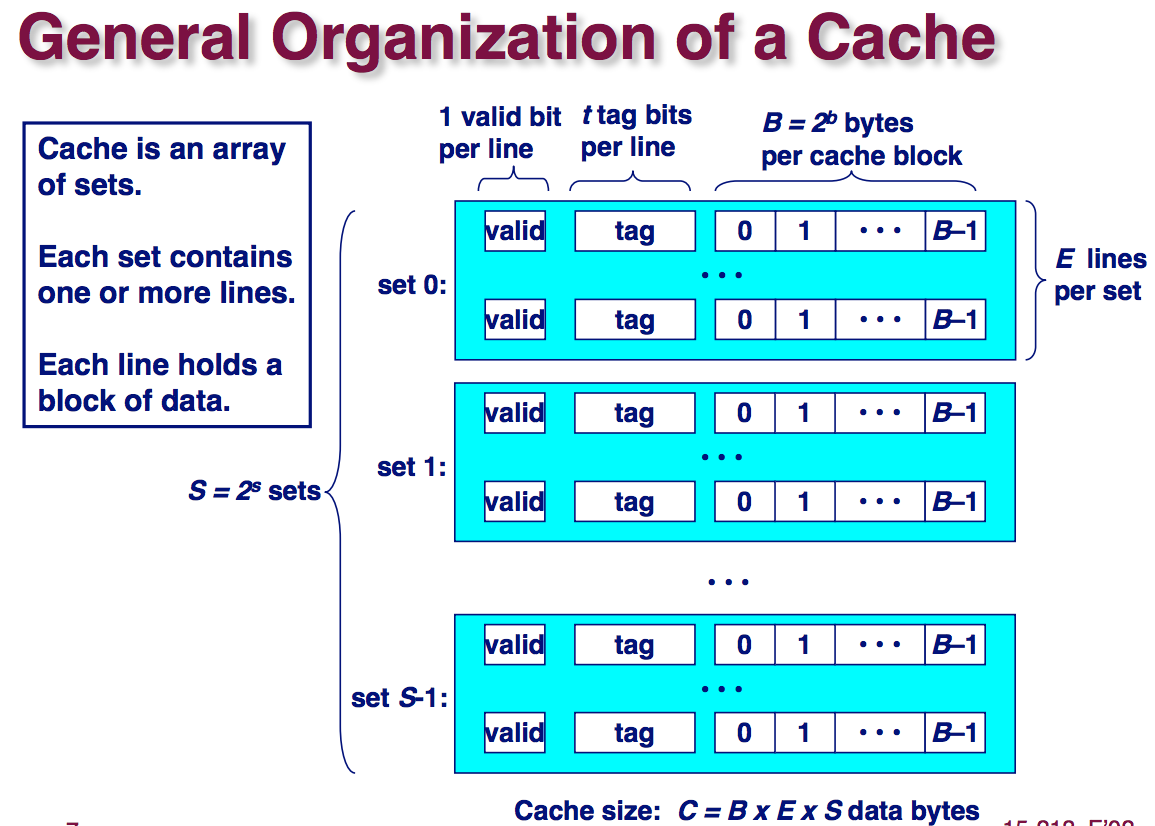 General Organization of a Cache
Cache is an array
of sets.
Each set contains
one or more lines.
Each line holds a
block of data.
1 valid bit
per line
t tag bits
per line
B = 2^b bytes
per cache block
set 0:
valid tag 0 1 • • • B–1
• • •
valid tag 0 1 • • • B–1
E lines
per set
set 1:
valid tag 0 1 • • • B–1
• • •
valid tag 0 1 • • • B–1
S = 2^s sets
• • •
set S-1:
valid tag 0 1 • • • B–1
• • •
valid tag 0 1 • • • B–1
Cache size: C = B x E x S data bytes